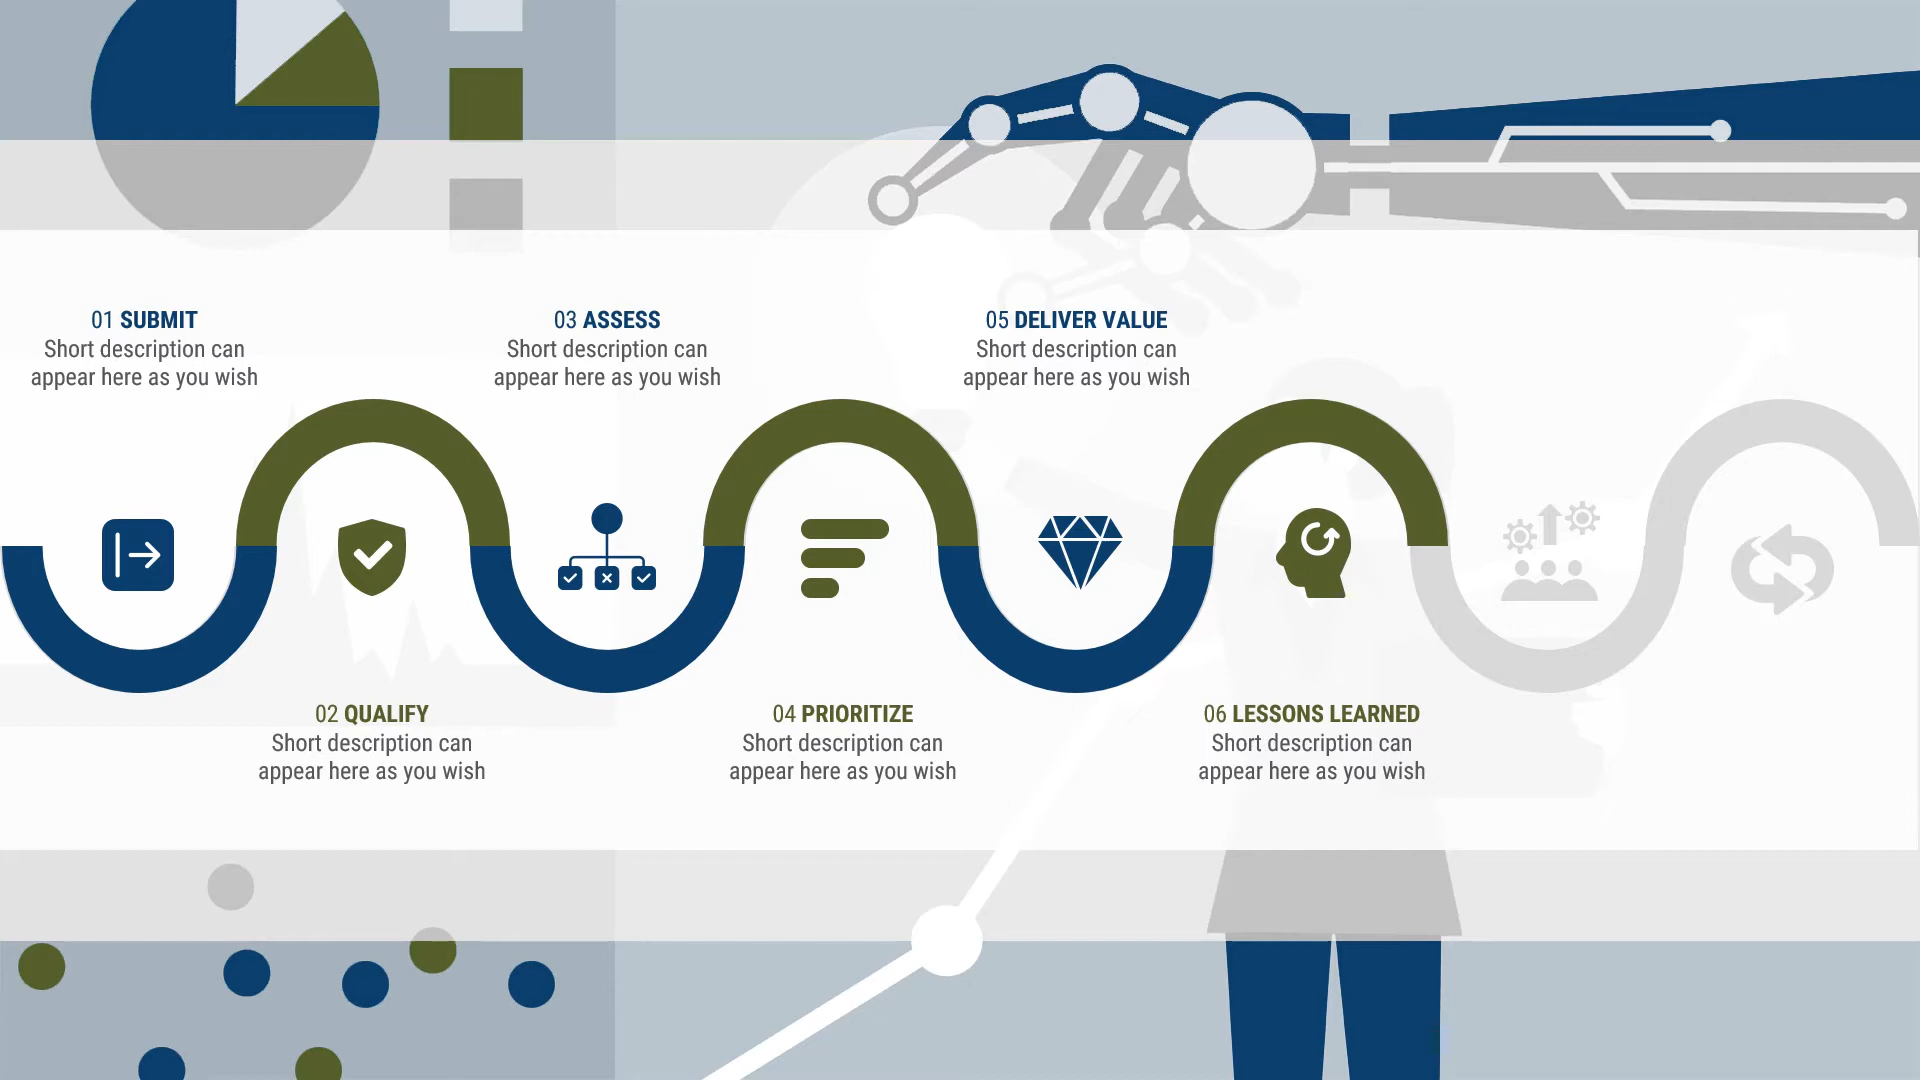 01 SUBMIT
Short description can
appear here as you wish
02 QUALIFY
Short description can
appear here as you wish
03 ASSESS
Short description can
appear here as you wish
04 PRIORITIZE
Short description can
appear here as you wish
05 DELIVER VALUE
Short description can
appear here as you wish
06 LESSONS LEARNED
Short description can
appear here as you wish